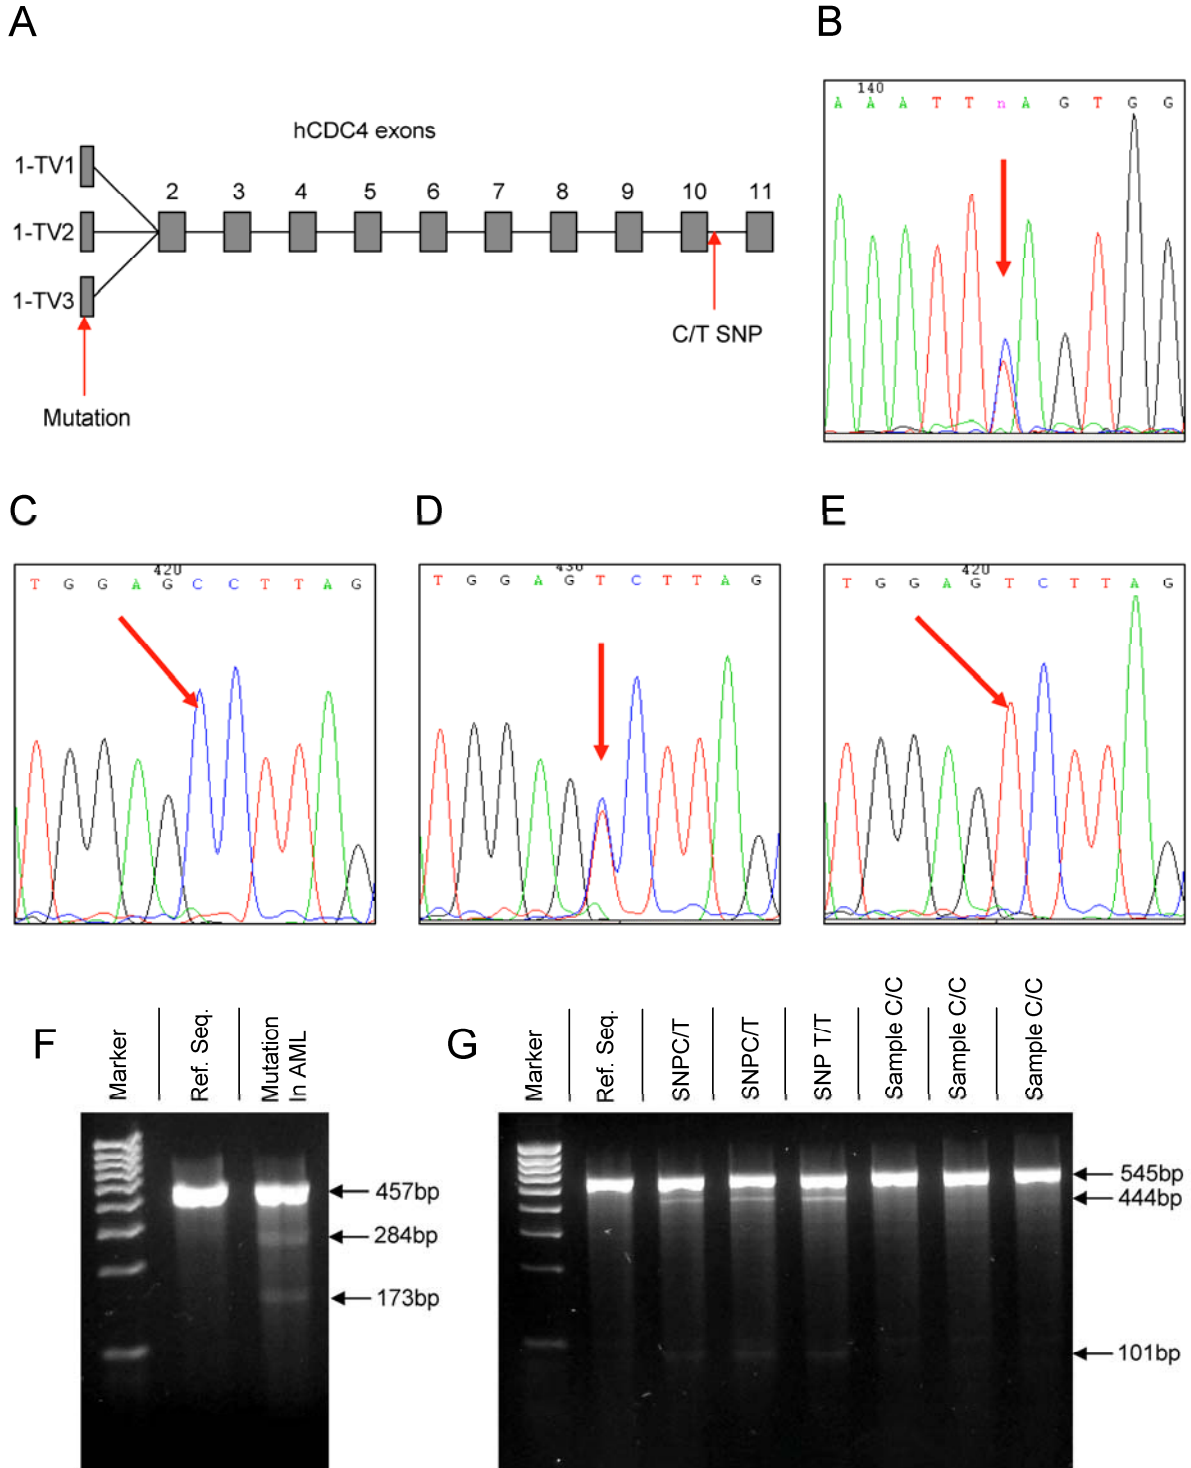 A
hCDC4 exons
1-TV1
1-TV2
1-TV3
2 3 4 5 6 7 8 9 10 11
C/T SNP
Mutation
B
140
A A A T T n A G T G G
C
420
T G G A G C C T T A G
D
430
T G G A G T C T T A G
E
420
T G G A G T C T T A G
F
Marker
Ref. Seq.
Mutation
In AML
457bp
284bp
173bp
G
Marker
Ref. Seq.
SNPC/T
SNPC/T
SNP T/T
Sample C/C
Sample C/C
Sample C/C
545bp
444bp
101bp